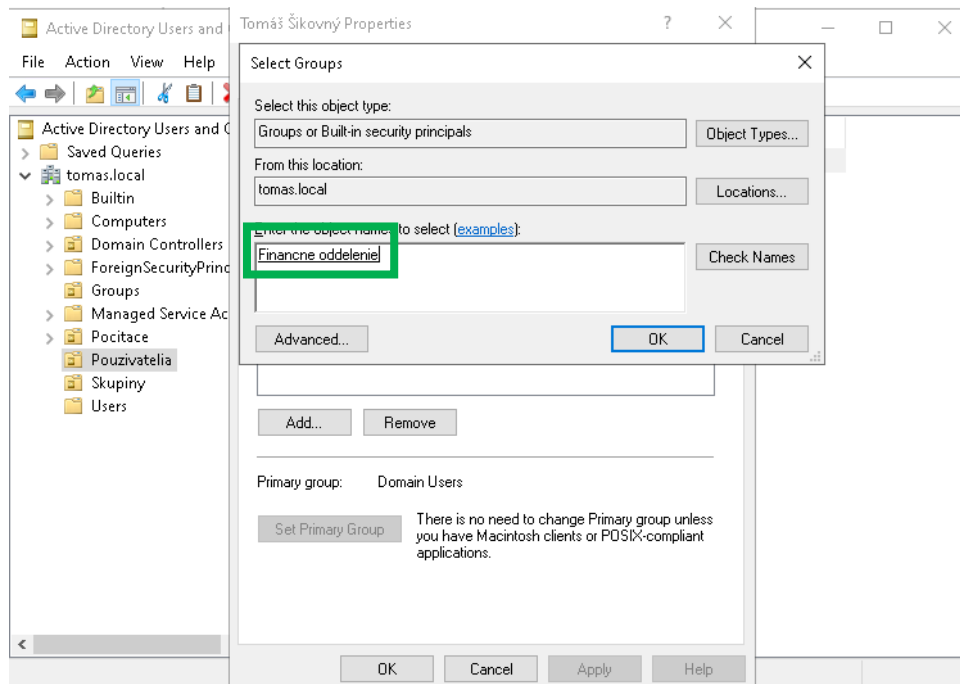 Active Directory Users and
Tomáš Šikovný Properties
File Action View Help
Select Groups
Select this object type:
Groups or Built-in security principals
Object Types...
From this location:
tomas.local
Locations...
Enter the object names to select (examples):
Financne oddelenie
Check Names
Advanced...
OK
Cancel
Active Directory Users and
Saved Queries
tomas.local
Builtin
Computers
Domain Controllers
ForeignSecurityPrinc
Groups
Managed Service Ac
Pocitace
Pouzivatelia
Skupiny
Users
Add...
Remove
Primary group: Domain Users
Set Primary Group
There is no need to change Primary group unless
you have Macintosh clients or POSIX-compliant
applications.
OK
Cancel
Apply
Help